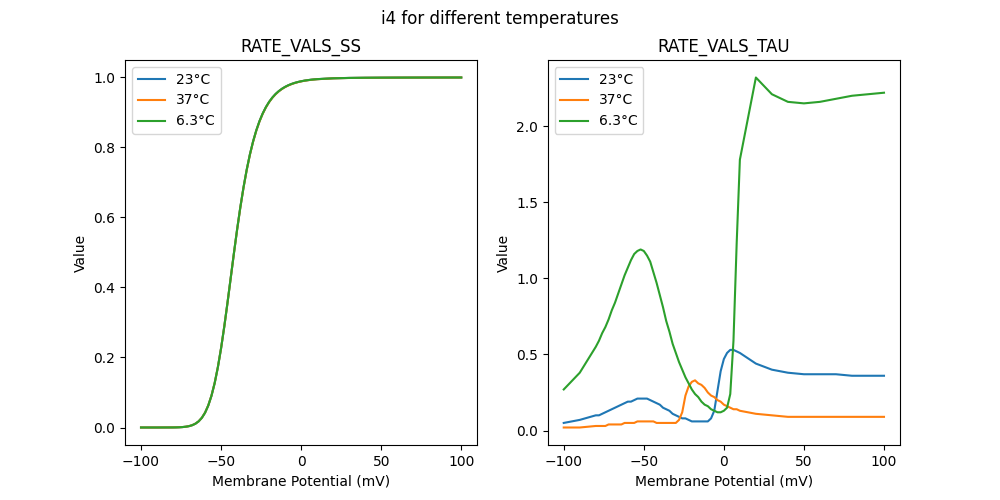 i4 for different temperatures
RATE_VALS_SS
23°C
37°C
6.3°C
1.0
0.8
0.6
0.4
0.2
0.0
Value
−100
−50
0
50
100
Membrane Potential (mV)
RATE_VALS_TAU
23°C
37°C
6.3°C
2.0
1.5
1.0
0.5
0.0
Value
−100
−50
0
50
100
Membrane Potential (mV)